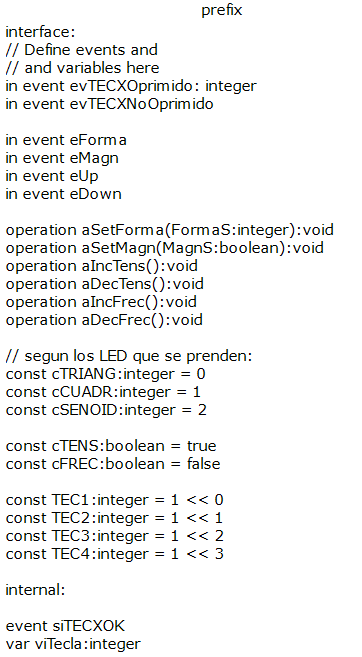 prefix
interface:
// Define events and
// and variables here
in event evTECXOprimido: integer
in event evTECXNoOprimido
in event eForma
in event eMagn
in event eUp
in event eDown
operation aSetForma(FormaS:integer):void
operation aSetMagn(MagnS:boolean):void
operation aIncTens():void
operation aDecTens():void
operation aIncFrec():void
operation aDecFrec():void
// segun los LED que se prenden:
const cTRIANG:integer = 0
const cCUADR:integer = 1
const cSENOID:integer = 2
const cTENS:boolean = true
const cFREC:boolean = false
const TEC1:integer = 1 << 0
const TEC2:integer = 1 << 1
const TEC3:integer = 1 << 2
const TEC4:integer = 1 << 3
internal:
event siTECXOK
var viTecla:integer